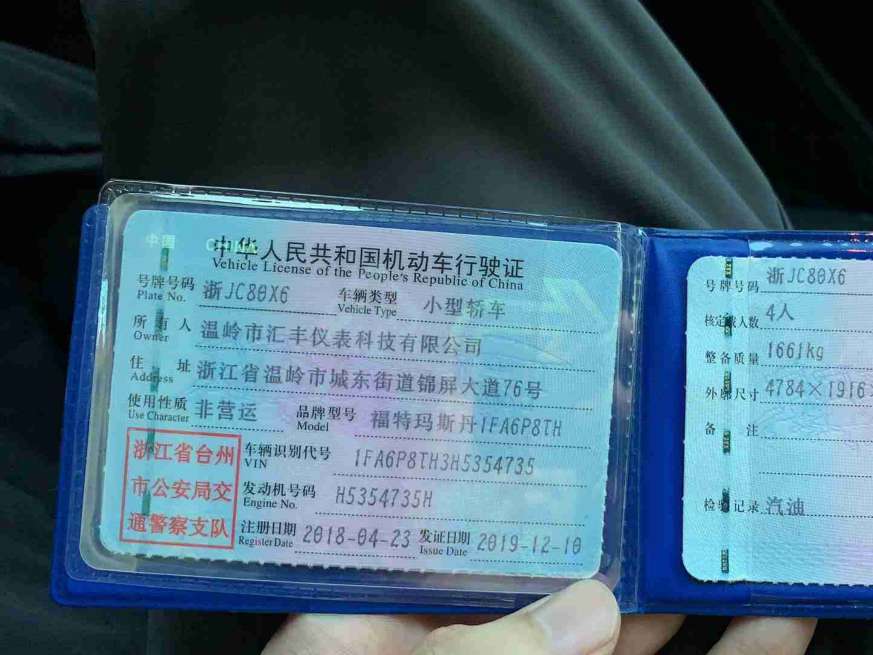 中国 CHINA
中华人民共和国机动车行驶证
Vehicle License of the People's Republic of China
号牌号码 浙JC80X6 车辆类型 小型轿车
Plate No. Vehicle Type
所有人 温岭市汇丰仪表科技有限公司
Owner
住址 浙江省温岭市城东街道锦屏大道76号
Address
使用性质 非营运 品牌型号 福特玛斯丹1FA6P8TH
Use Character Model
浙江省台州
市公安局交
通警察支队
车辆识别代号 1FA6P8TH3H5354735
VIN
发动机号码 H5354735H
Engine No.
注册日期 2018-04-23 发证日期 2019-12-10
Register Date Issue Date
号牌号码 浙JC80X6
核定载人数 4人
整备质量 1661kg
外廓尺寸 4784×1916×
备注
检验记录 汽油